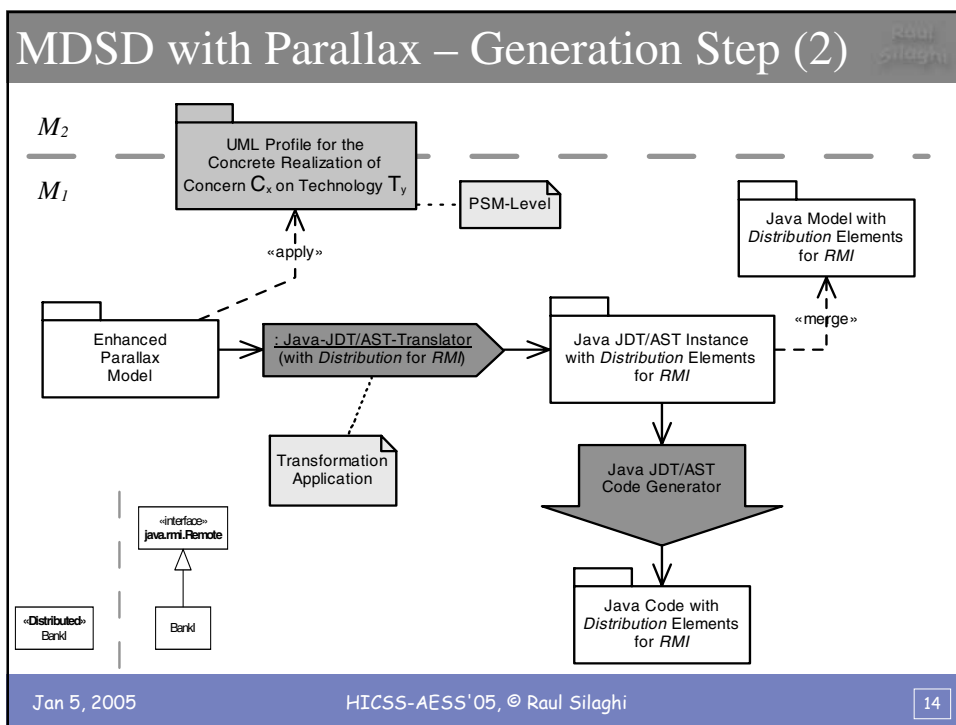 MDSD with Parallax – Generation Step (2)
Raul
Silaghi
M2
UML Profile for the
Concrete Realization of
Concern Cx on Technology Ty
M1
PSM-Level
Java Model with
Distribution Elements
for RMI
«apply»
«merge»
Enhanced
Parallax
Model
: Java-JDT/AST-Translator
(with Distribution for RMI)
Java JDT/AST Instance
with Distribution Elements
for RMI
Transformation
Application
Java JDT/AST
Code Generator
«interface»
java.rmi.Remote
«Distributed»
BankI
BankI
Java Code with
Distribution Elements
for RMI
Jan 5, 2005
HICSS-AESS'05, © Raul Silaghi
14